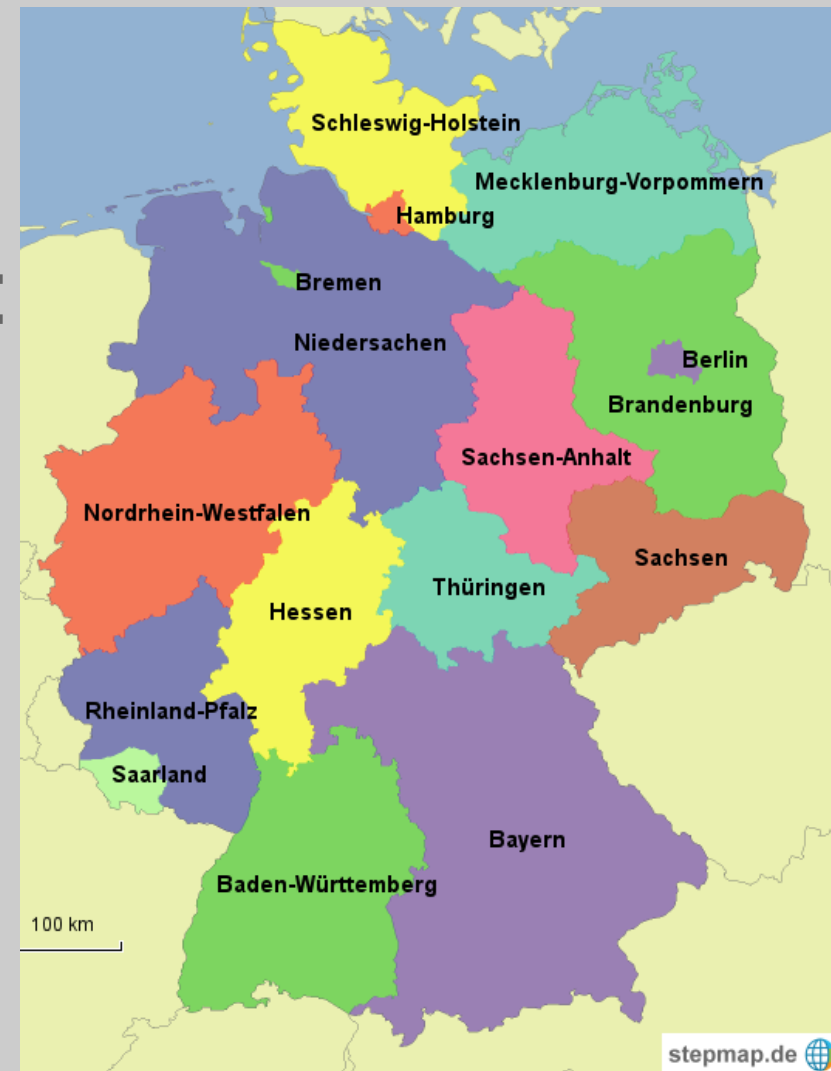 Schleswig-Holstein
Mecklenburg-Vorpommern
Hamburg
Bremen
Niedersachen
Berlin
Brandenburg
Sachsen-Anhalt
Nordrhein-Westfalen
Sachsen
Thüringen
Hessen
Rheinland-Pfalz
Saarland
Bayern
Baden-Württemberg
100 km
stepmap.de